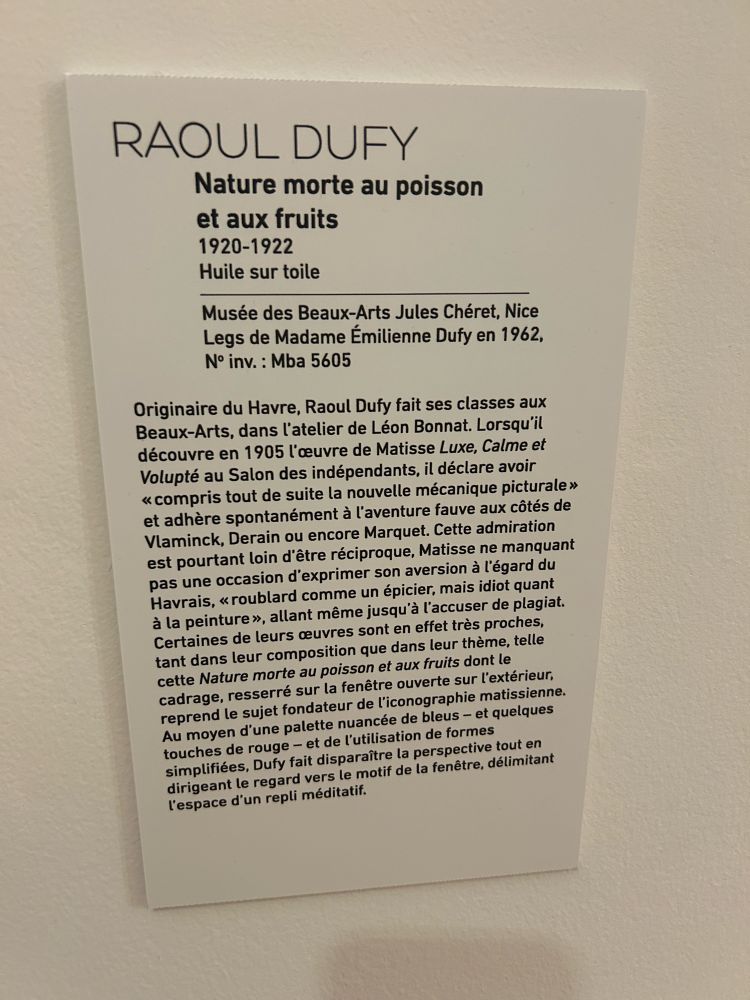 RAOUL DUFY
Nature morte au poisson
et aux fruits
1920-1922
Huile sur toile
Musée des Beaux-Arts Jules Chéret, Nice
Legs de Madame Émilienne Dufy en 1962,
Nº inv. : Mba 5605
Originaire du Havre, Raoul Dufy fait ses classes aux
Beaux-Arts, dans l'atelier de Léon Bonnat. Lorsqu'il
découvre en 1905 l'œuvre de Matisse Luxe, Calme et
Volupté au Salon des indépendants, il déclare avoir
« compris tout de suite la nouvelle mécanique picturale »
et adhère spontanément à l'aventure fauve aux côtés de
Vlaminck, Derain ou encore Marquet. Cette admiration
est pourtant loin d'être réciproque, Matisse ne manquant
pas une occasion d'exprimer son aversion à l'égard du
Havrais, « roublard comme un épicier, mais idiot quant
à la peinture », allant même jusqu'à l'accuser de plagiat.
Certaines de leurs œuvres sont en effet très proches,
tant dans leur composition que dans leur thème, telle
cette Nature morte au poisson et aux fruits dont le
cadrage, resserré sur la fenêtre ouverte sur l'extérieur,
reprend le sujet fondateur de l'iconographie matissienne.
Au moyen d'une palette nuancée de bleus – et quelques
touches de rouge – et de l'utilisation de formes
simplifiées, Dufy fait disparaître la perspective tout en
dirigeant le regard vers le motif de la fenêtre, délimitant
l'espace d'un repli méditatif.